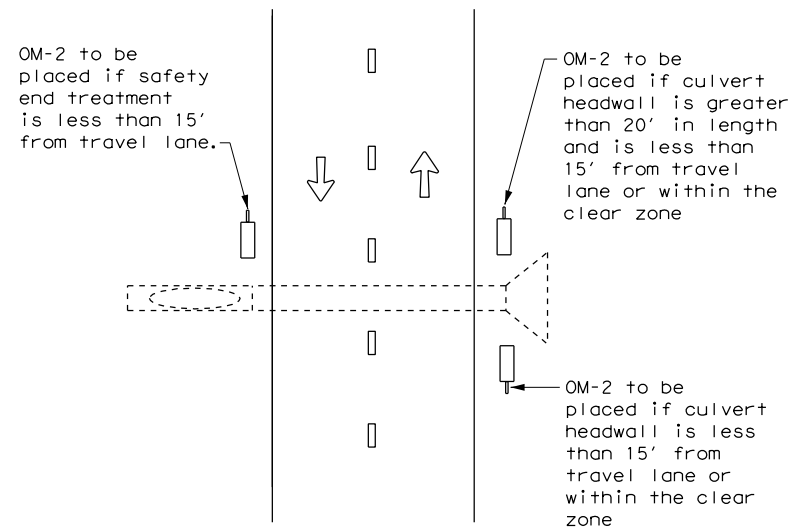 OM-2 to be
placed if safety
end treatment
is less than 15'
from travel lane.
OM-2 to be
placed if culvert
headwall is greater
than 20' in length
and is less than
15' from travel
lane or within the
clear zone
OM-2 to be
placed if culvert
headwall is less
than 15' from
travel lane or
within the clear
zone